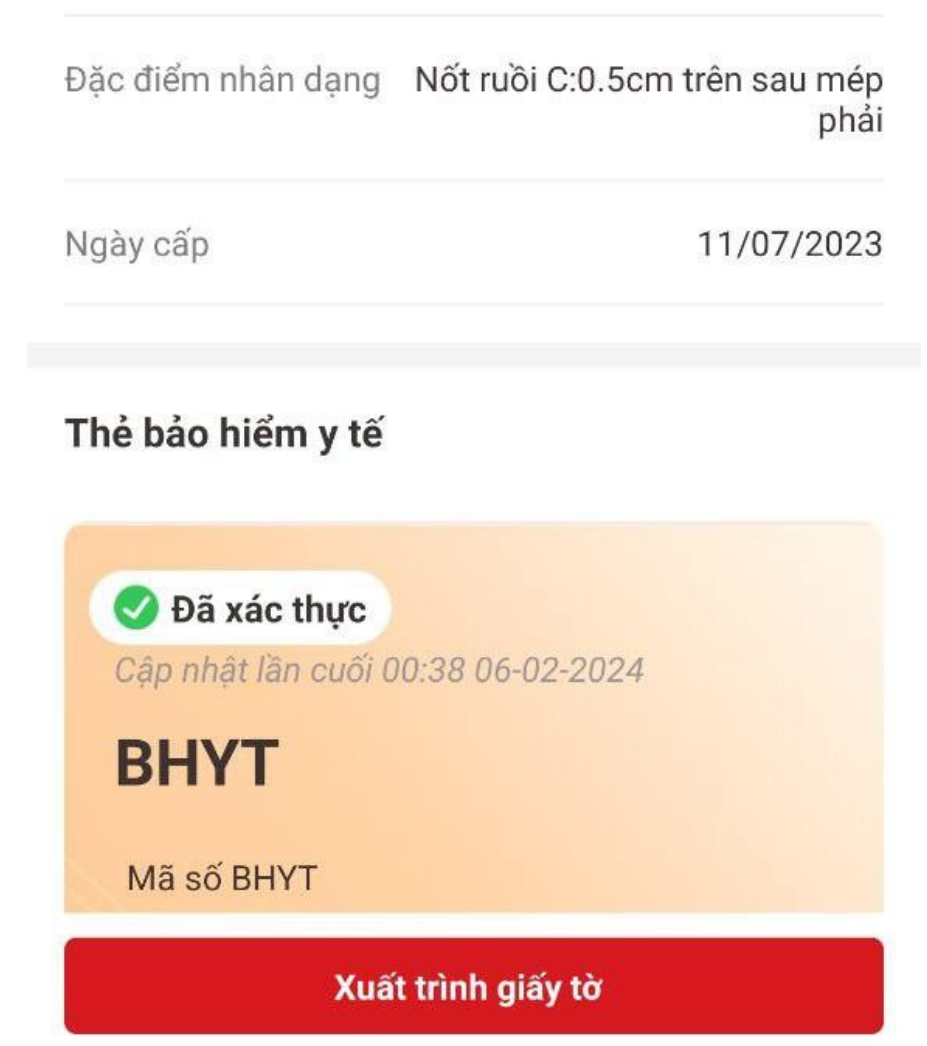 Đặc điểm nhân dạng Nốt ruồi C:0.5cm trên sau mép
phải
Ngày cấp 11/07/2023
Thẻ bảo hiểm y tế
Đã xác thực
Cập nhật lần cuối 00:38 06-02-2024
BHYT
Mã số BHYT
Xuất trình giấy tờ